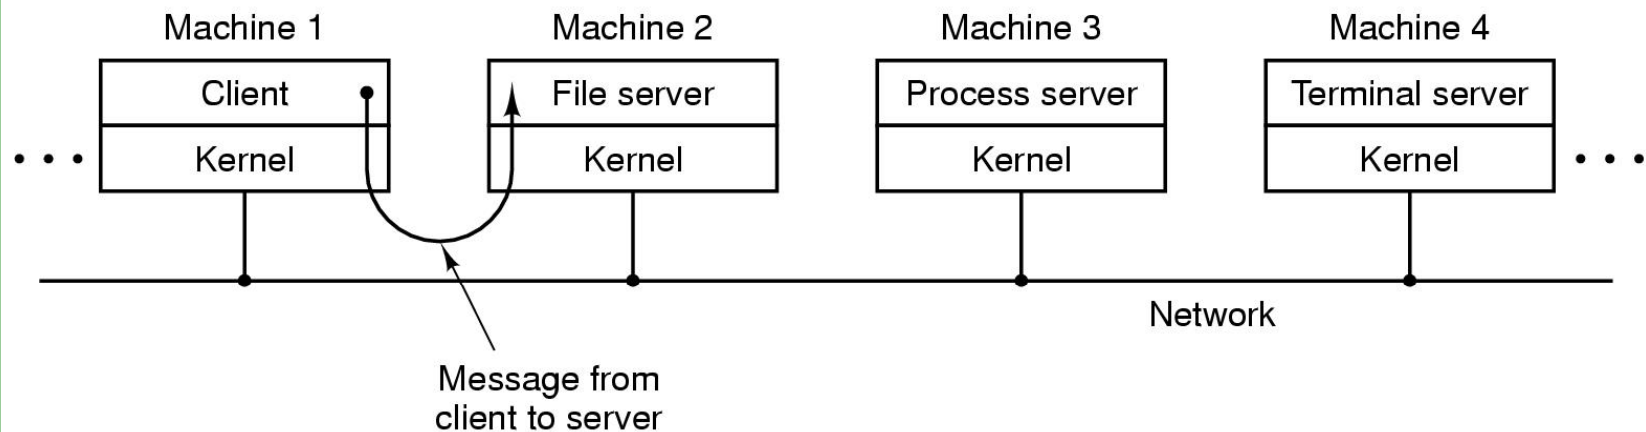 Machine 1
Machine 2
Machine 3
Machine 4
Client
File server
Process server
Terminal server
Kernel
Kernel
Kernel
Kernel
Network
Message from
client to server